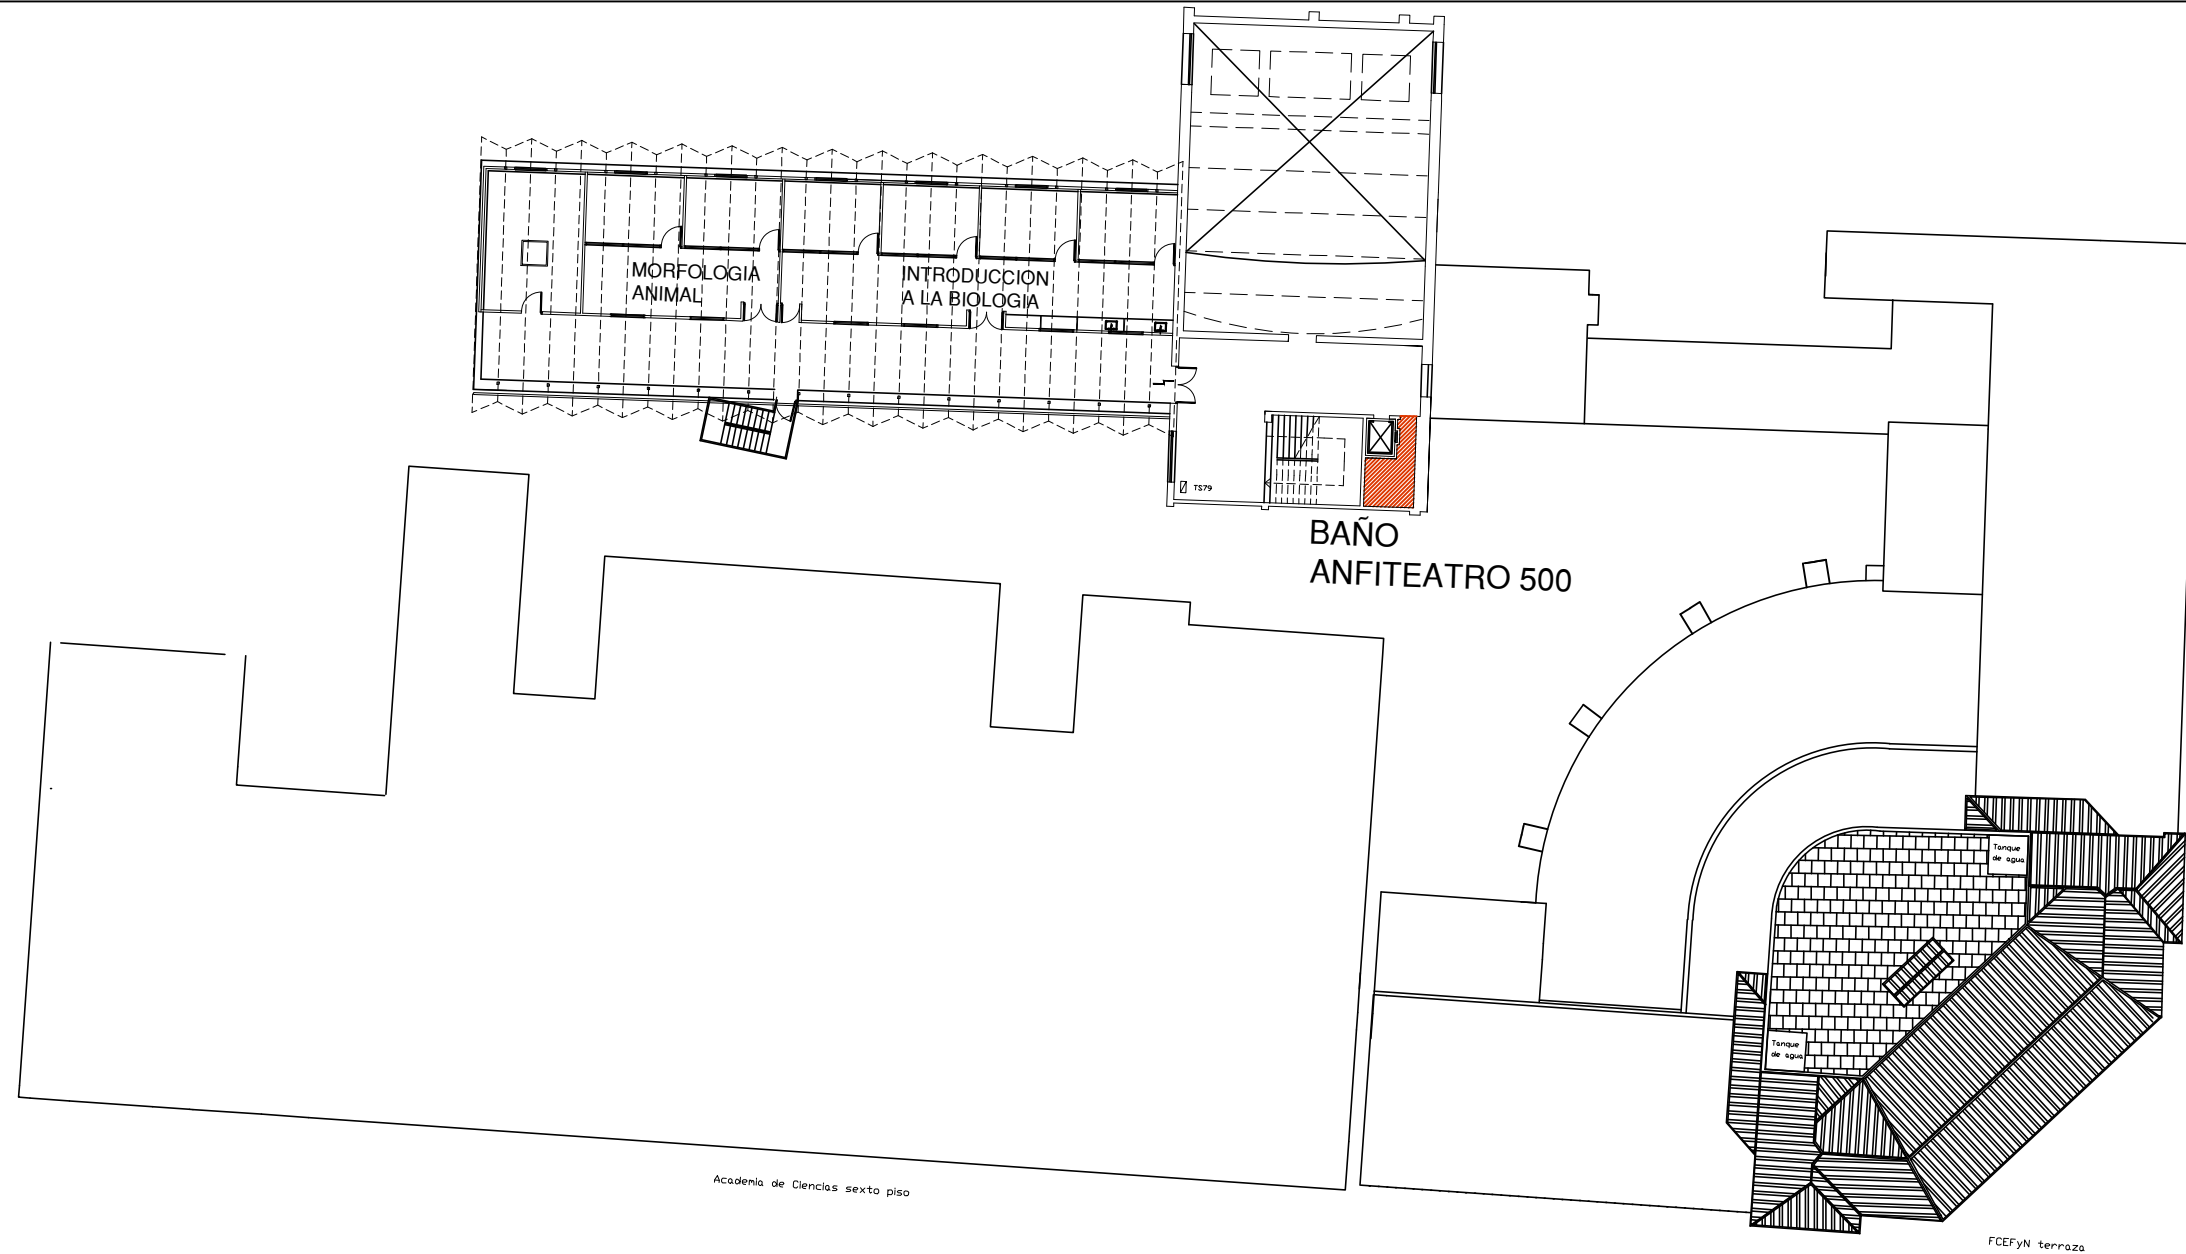 MORFOLOGIA
ANIMAL
INTRODUCCION
A LA BIOLOGIA
TS79
BAÑO
ANFITEATRO 500
Tanque
de agua
Tanque
de agua
Academia de Ciencias sexto piso
FCEFyN terraza